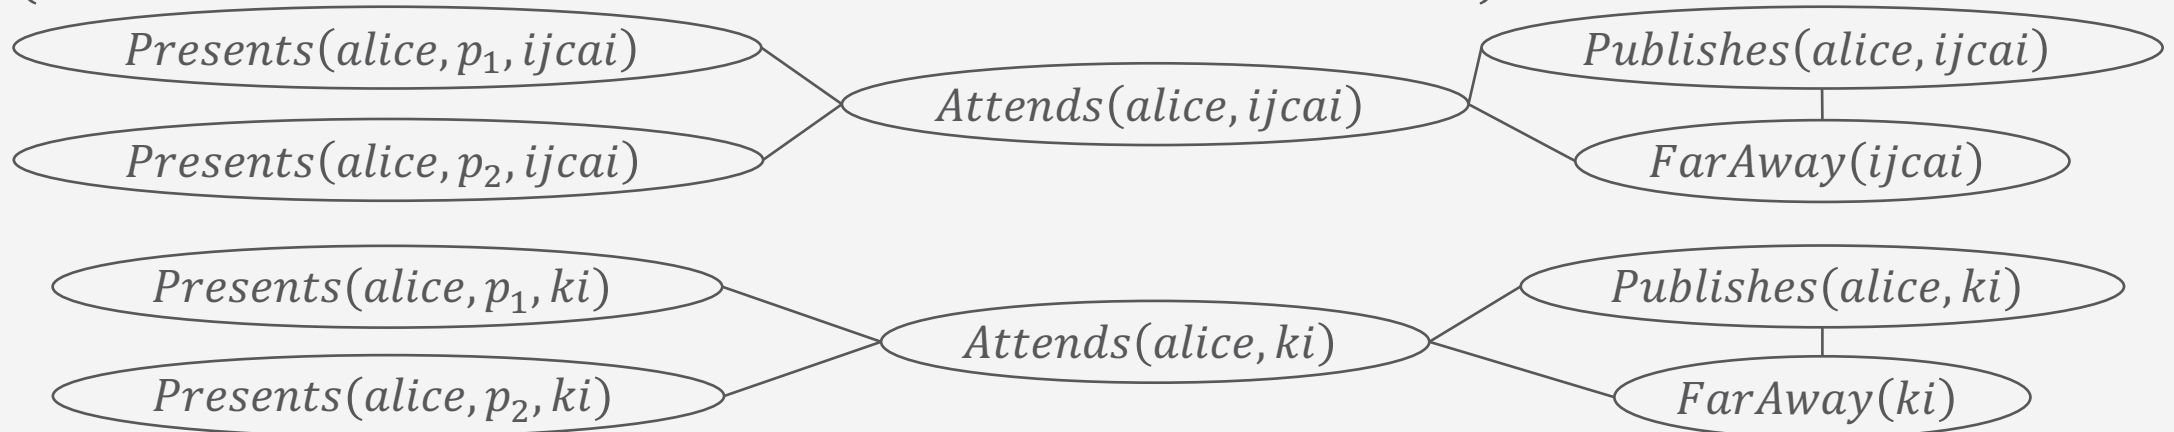 Presents(alice, p₁, ijcai)
Publishes(alice, ijcai)
Attends(alice, ijcai)
Presents(alice, p₂, ijcai)
FarAway(ijcai)
Presents(alice, p₁, ki)
Publishes(alice, ki)
Attends(alice, ki)
Presents(alice, p₂, ki)
FarAway(ki)